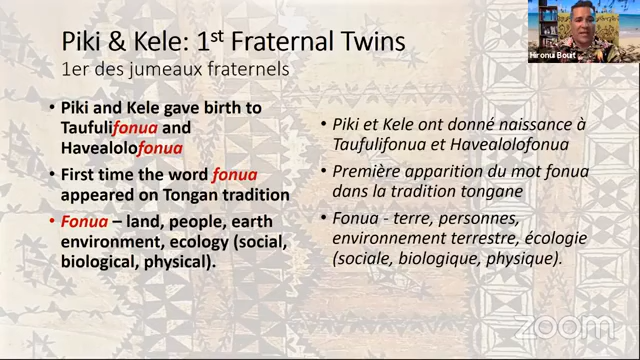 Piki & Kele: 1st Fraternal Twins
1er des jumeaux fraternels
• Piki and Kele gave birth to
Taufulifonua and
Havealolofonua
• First time the word fonua
appeared on Tongan tradition
• Fonua – land, people, earth
environment, ecology (social,
biological, physical).
• Piki et Kele ont donné naissance à
Taufulifonua et Havealolofonua
• Première apparition du mot fonua
dans la tradition tongane
• Fonua - terre, personnes,
environnement terrestre, écologie
(sociale, biologique, physique).
Hironui Bouit
zoom